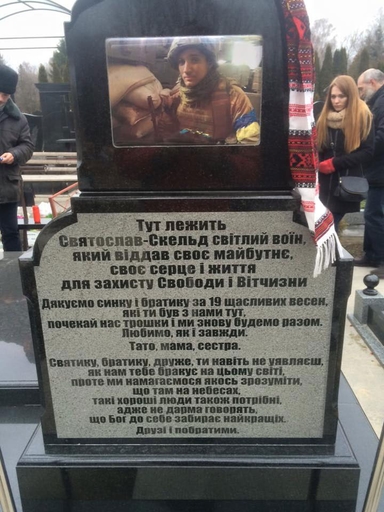 Тут лежить
Святослав-Скельд світлий воїн,
який віддав своє майбутнє,
своє серце і життя
для захисту Свободи і Вітчизни
Дякуємо синку і братику за 19 щасливих весен,
які ти був з нами тут,
почекай нас трошки і ми знову будемо разом.
Любимо, як і завжди.
Тато, мама, сестра.
Святику, братику, друже, ти навіть не уявляєш,
як нам тебе бракує на цьому світі,
проте ми намагаємося якось зрозуміти,
що там на небесах,
такі хороші люди також потрібні,
адже не дарма говорять,
що Бог до себе забирає найкращіх.
Друзі і побратими.